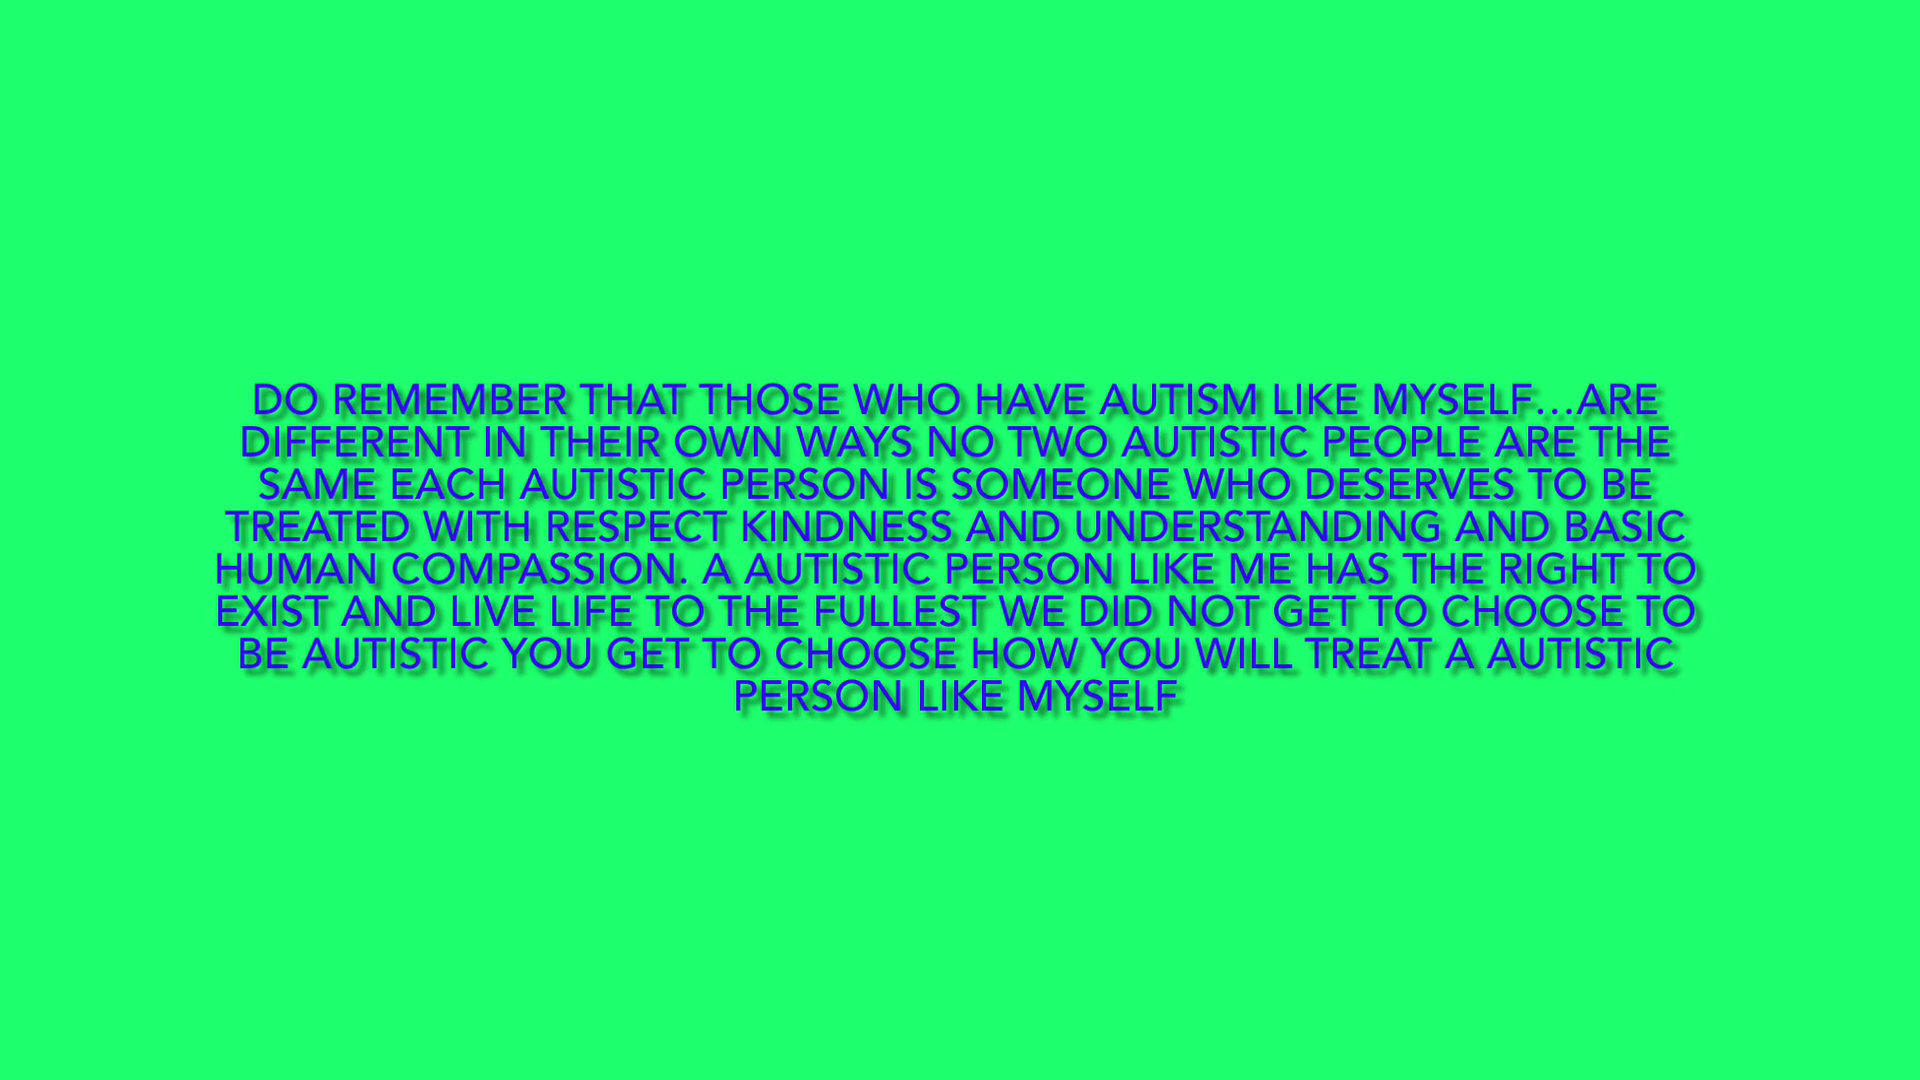 DO REMEMBER THAT THOSE WHO HAVE AUTISM LIKE MYSELF...ARE
DIFFERENT IN THEIR OWN WAYS NO TWO AUTISTIC PEOPLE ARE THE
SAME EACH AUTISTIC PERSON IS SOMEONE WHO DESERVES TO BE
TREATED WITH RESPECT KINDNESS AND UNDERSTANDING AND BASIC
HUMAN COMPASSION. A AUTISTIC PERSON LIKE ME HAS THE RIGHT TO
EXIST AND LIVE LIFE TO THE FULLEST WE DID NOT GET TO CHOOSE TO
BE AUTISTIC YOU GET TO CHOOSE HOW YOU WILL TREAT A AUTISTIC
PERSON LIKE MYSELF